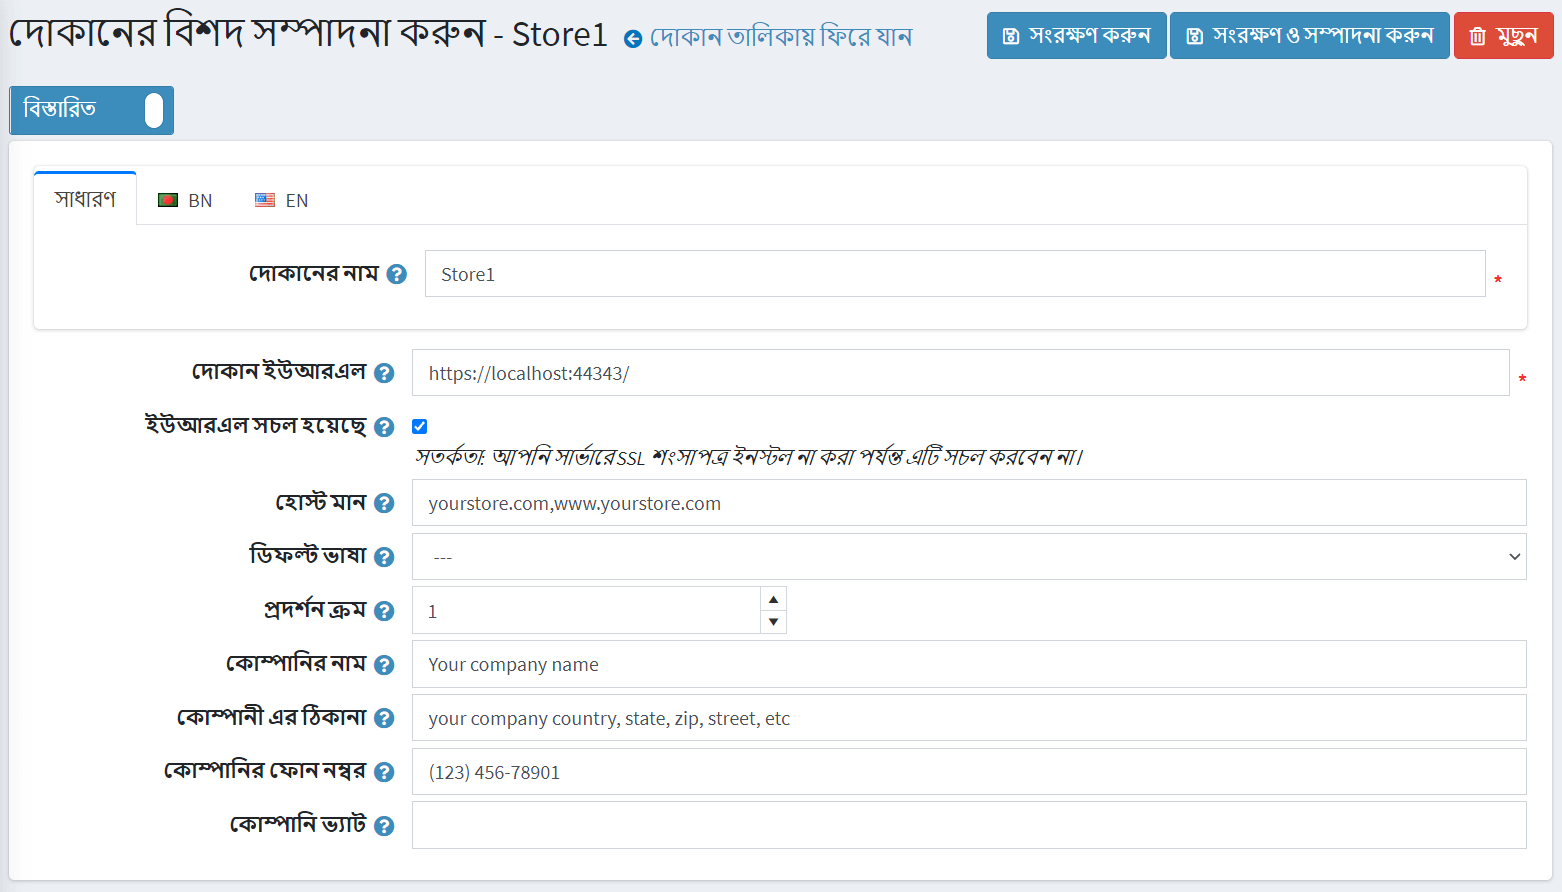 দোকানের বিশদ সম্পাদনা করুন - Store1 দোকান তালিকায় ফিরে যান সংরক্ষণ করুন সংরক্ষণ ও সম্পাদনা করুন মুছুন
বিস্তারিত
সাধারণ BN EN
দোকানের নাম ? Store1 *
দোকান ইউআরএল ? https://localhost:44343/ *
ইউআরএল সচল হয়েছে ?
সতর্কতা: আপনি সার্ভারে SSL শংসাপত্র ইনস্টল না করা পর্যন্ত এটি সচল করবেন না।
হোস্ট মান ? yourstore.com,www.yourstore.com
ডিফল্ট ভাষা ? ---
প্রদর্শন ক্রম ? 1
কোম্পানির নাম ? Your company name
কোম্পানী এর ঠিকানা ? your company country, state, zip, street, etc
কোম্পানির ফোন নম্বর ? (123) 456-78901
কোম্পানি ভ্যাট ?